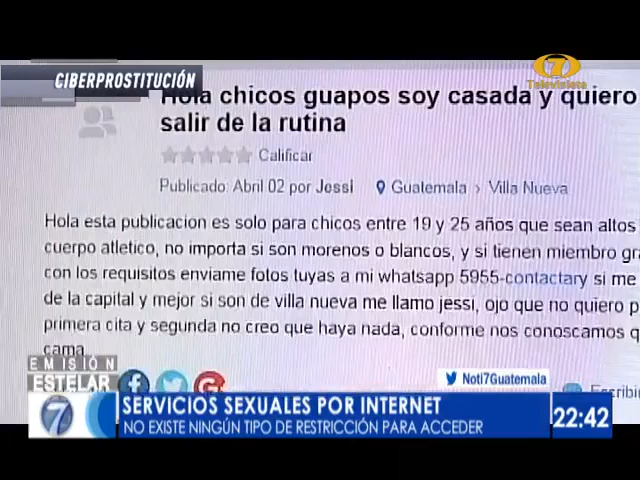 CIBERPROSTITUCIÓN
7
Televisiete
Hola chicos guapos soy casada y quiero
salir de la rutina
Calificar
Publicado: Abril 02 por Jessi Guatemala > Villa Nueva
Hola esta publicacion es solo para chicos entre 19 y 25 años que sean altos
cuerpo atletico, no importa si son morenos o blancos, y si tienen miembro gra
con los requisitos enviame fotos tuyas a mi whatsapp 5955-contactary si me
de la capital y mejor si son de villa nueva me llamo jessi, ojo que no quiero p
primera cita y segunda no creo que haya nada, conforme nos conoscamos q
cama
EMISIÓN
ESTELAR
Noti7Guatemala
Escribir
7
SERVICIOS SEXUALES POR INTERNET
NO EXISTE NINGÚN TIPO DE RESTRICCIÓN PARA ACCEDER
22:42